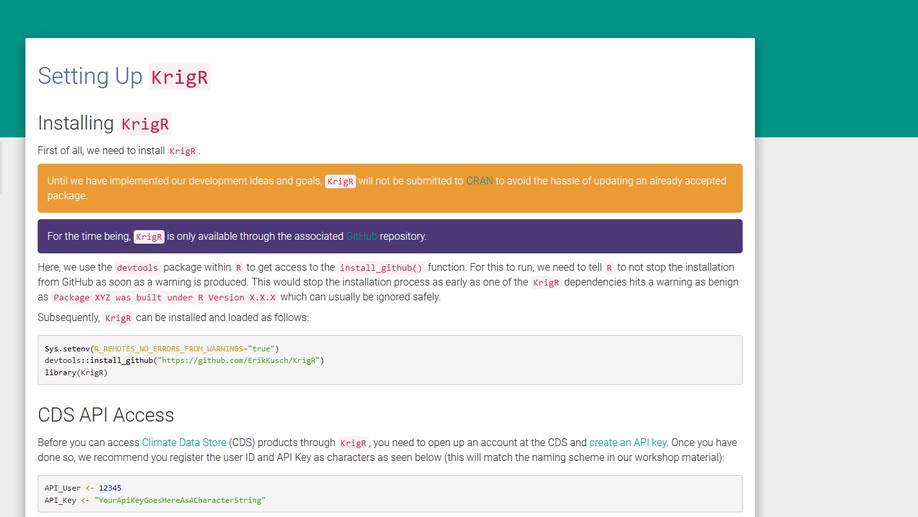 Setting Up KrigR
Installing KrigR
First of all, we need to install KrigR.
Until we have implemented our development ideas and goals, KrigR will not be submitted to CRAN to avoid the hassle of updating an already accepted
package.
For the time being, KrigR is only available through the associated GitHub repository.
Here, we use the devtools package within R to get access to the install_github() function. For this to run, we need to tell R to not stop the installation
from GitHub as soon as a warning is produced. This would stop the installation process as early as one of the KrigR dependencies hits a warning as benign
as Package XYZ was built under R Version X.X.X which can usually be ignored safely.
Subsequently, KrigR can be installed and loaded as follows:
Sys.setenv(R_REMOTES_NO_ERRORS_FROM_WARNINGS="true")
devtools::install_github("https://github.com/ErikKusch/KrigR")
library(KrigR)
CDS API Access
Before you can access Climate Data Store (CDS) products through KrigR, you need to open up an account at the CDS and create an API key. Once you have
done so, we recommend you register the user ID and API Key as characters as seen below (this will match the naming scheme in our workshop material):
API_User <- 12345
API_Key <- "YourApiKeyGoesHereAsACharacterString"